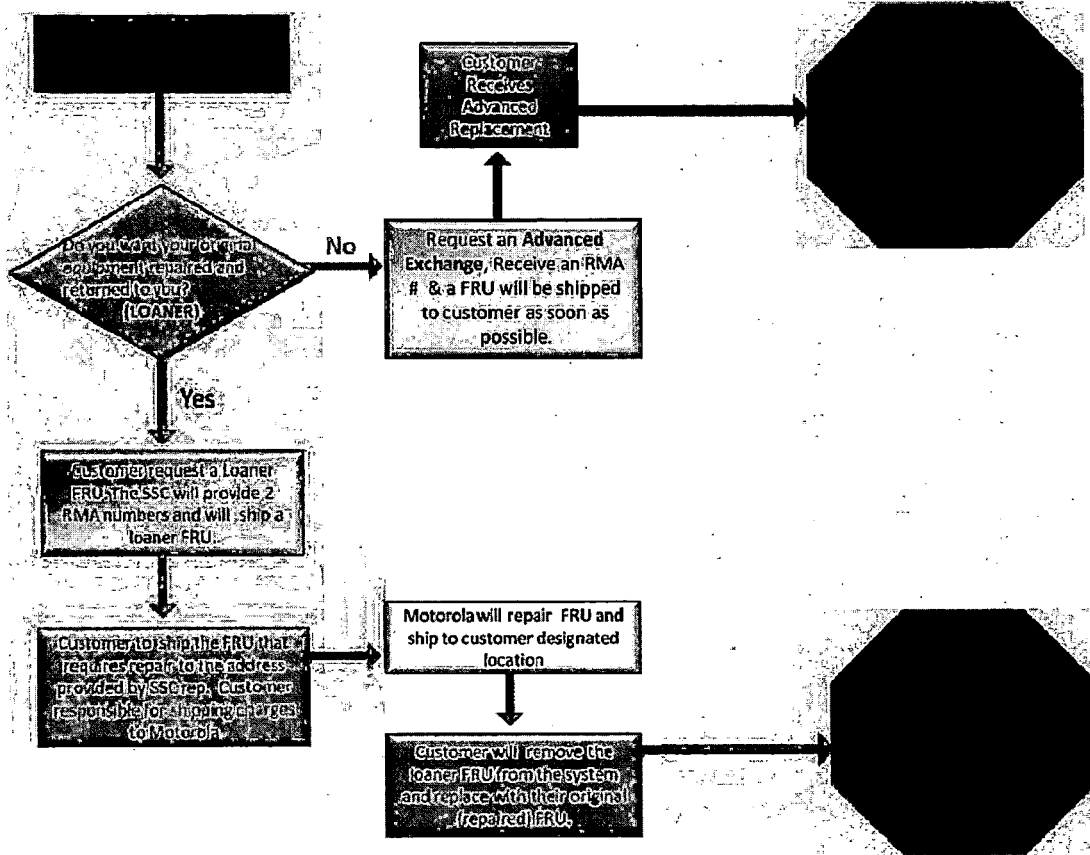 Customer
Receives
Advanced
Replacement
Do you want your original
equipment repaired and
returned to you?
(LOANER)
No
Request an Advanced
Exchange, Receive an RMA
# & a FRU will be shipped
to customer as soon as
possible.
Yes
Customer request a Loaner
FRU. The SSC will provide 2
RMA numbers and will ship a
loaner FRU.
Customer to ship the FRU that
requires repair to the address
provided by SSC rep. Customer
responsible for shipping charges
to Motorola
Motorola will repair FRU and
ship to customer designated
location
Customer will remove the
loaner FRU from the system
and replace with their original
(repaired) FRU.